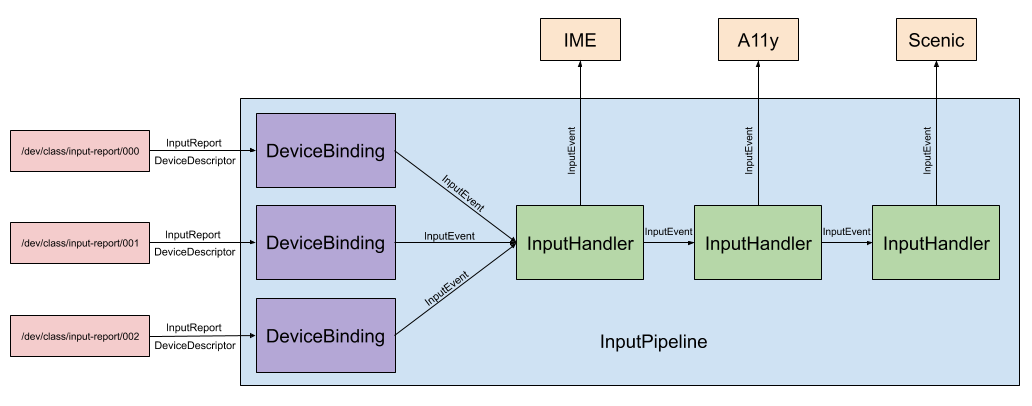 IME
A11y
Scenic
InputEvent
InputEvent
InputEvent
/dev/class/input-report/000
InputReport
DeviceDescriptor
DeviceBinding
InputEvent
/dev/class/input-report/001
InputReport
DeviceDescriptor
DeviceBinding
InputEvent
InputHandler
InputEvent
InputHandler
InputEvent
InputHandler
/dev/class/input-report/002
InputReport
DeviceDescriptor
DeviceBinding
InputEvent
InputPipeline